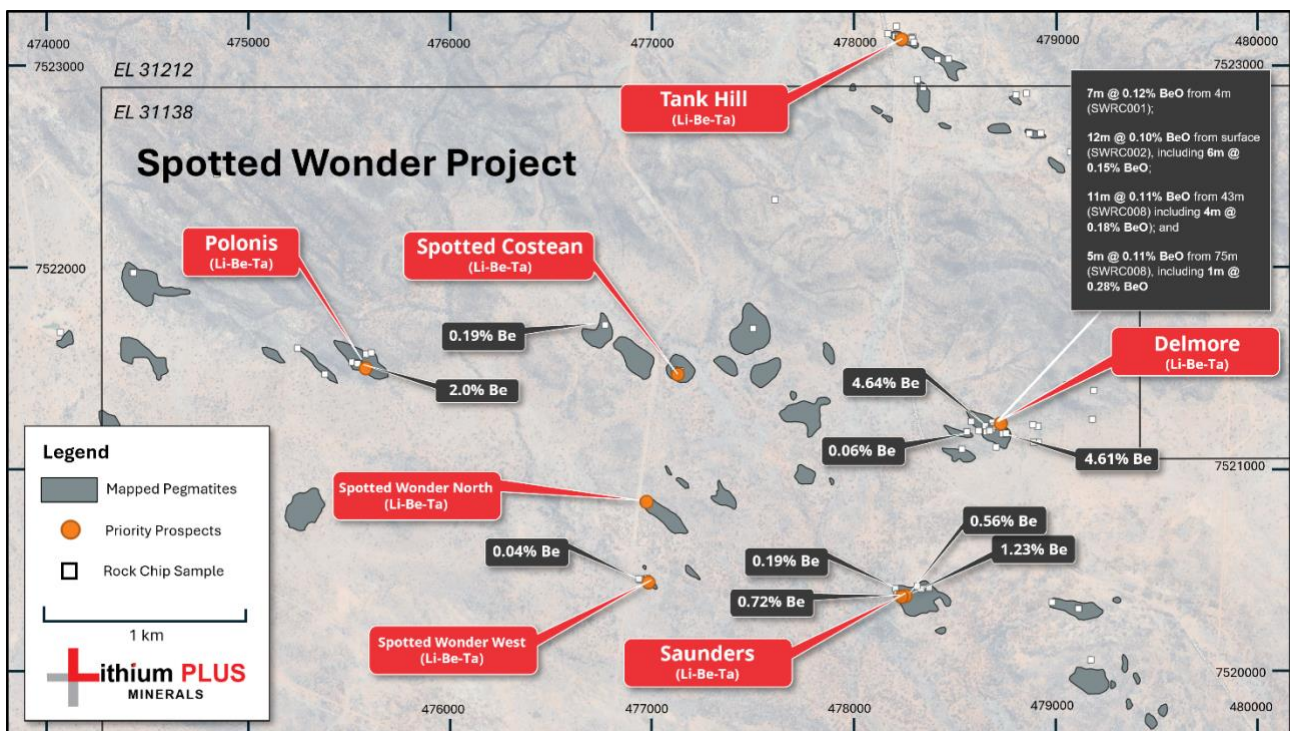 474000
475000
476000
477000
478000
479000
480000
7523000
7523000
EL 31212
EL 31138
Tank Hill
(Li-Be-Ta)
7m @ 0.12% BeO from 4m
(SWRC001);
12m @ 0.10% BeO from surface
(SWRC002), including 6m @
0.15% BeO;
11m @ 0.11% BeO from 43m
(SWRC008) including 4m @
0.18% BeO); and
5m @ 0.11% BeO from 75m
(SWRC008), including 1m @
0.28% BeO
Spotted Wonder Project
Polonis
(Li-Be-Ta)
Spotted Costean
(Li-Be-Ta)
7522000
0.19% Be
2.0% Be
Delmore
(Li-Be-Ta)
4.64% Be
0.06% Be
4.61% Be
7521000
Legend
Mapped Pegmatites
Priority Prospects
Rock Chip Sample
1 km
Lithium PLUS
MINERALS
Spotted Wonder North
(Li-Be-Ta)
0.04% Be
0.56% Be
1.23% Be
0.19% Be
0.72% Be
Spotted Wonder West
(Li-Be-Ta)
Saunders
(Li-Be-Ta)
7520000
476000
477000
478000
479000
480000